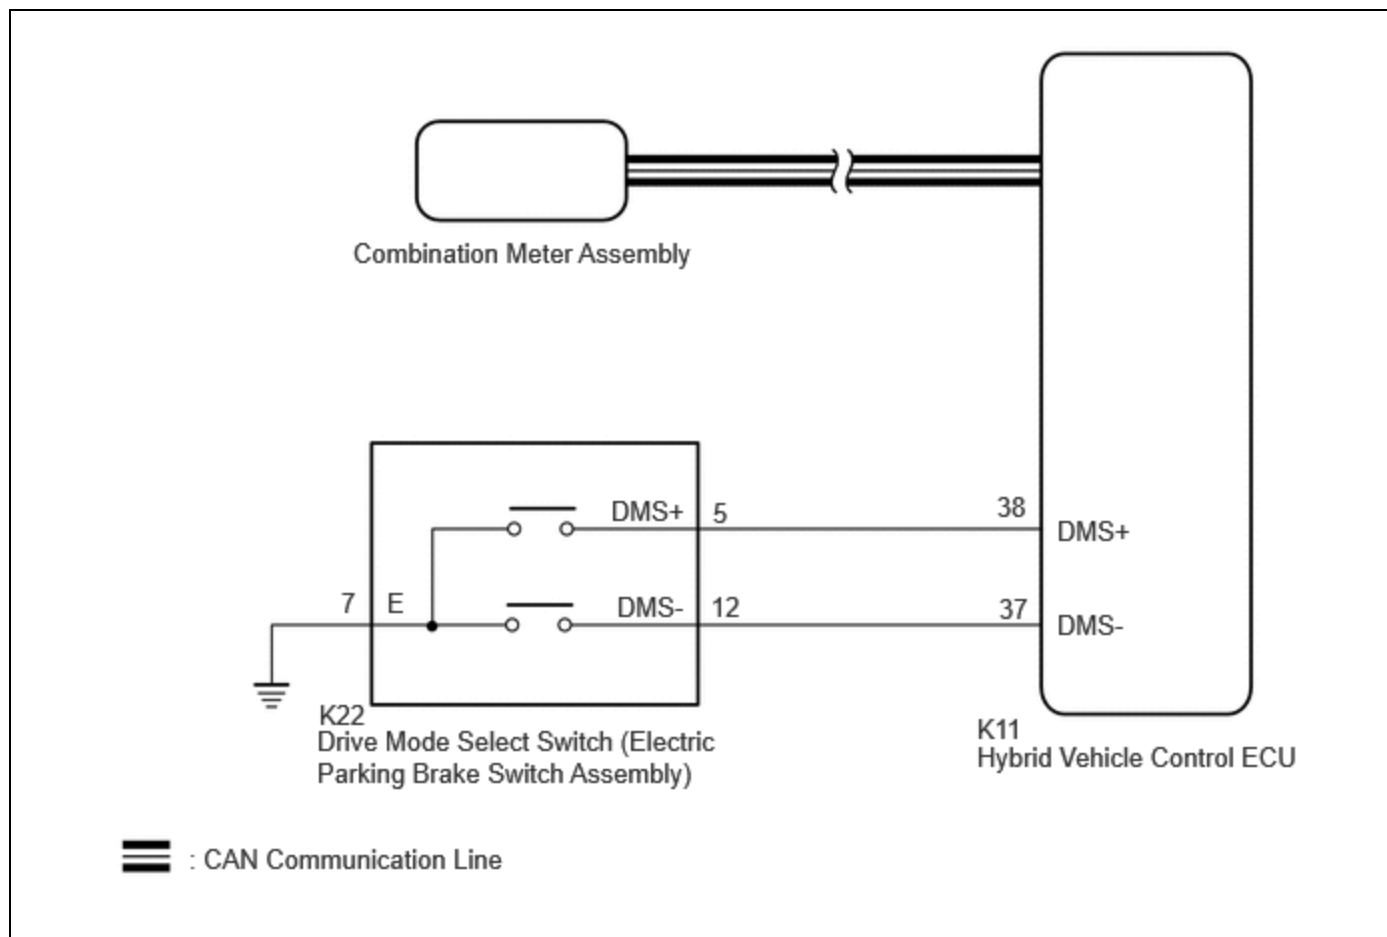 Combination Meter Assembly
DMS+ 5 38 DMS+
7 E DMS- 12 37 DMS-
K22
Drive Mode Select Switch (Electric
Parking Brake Switch Assembly)
K11
Hybrid Vehicle Control ECU
: CAN Communication Line